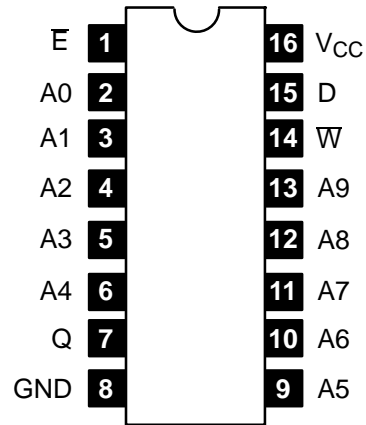 E̅ 1 16 VCC
A0 2 15 D
A1 3 14 W̅
A2 4 13 A9
A3 5 12 A8
A4 6 11 A7
Q 7 10 A6
GND 8 9 A5